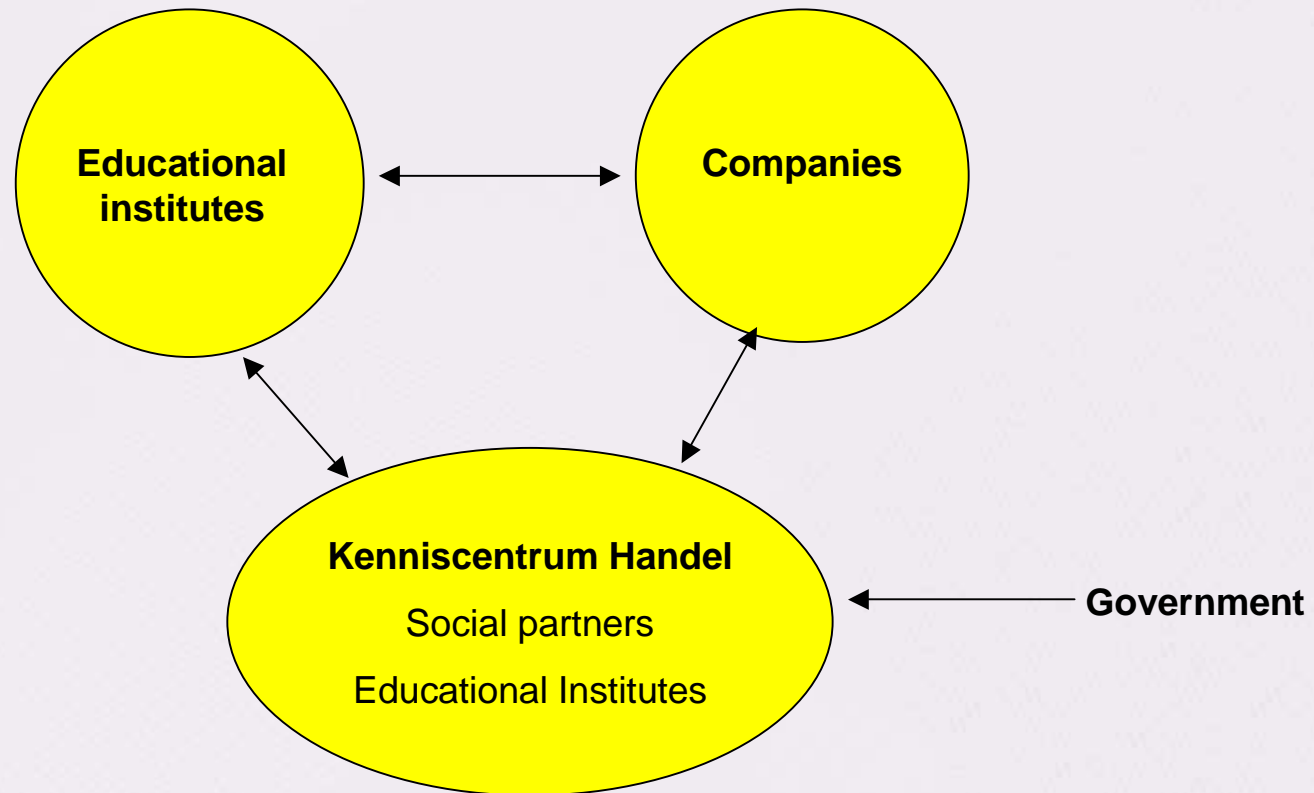 Educational
institutes
Companies
Kenniscentrum Handel
Social partners
Educational Institutes
Government